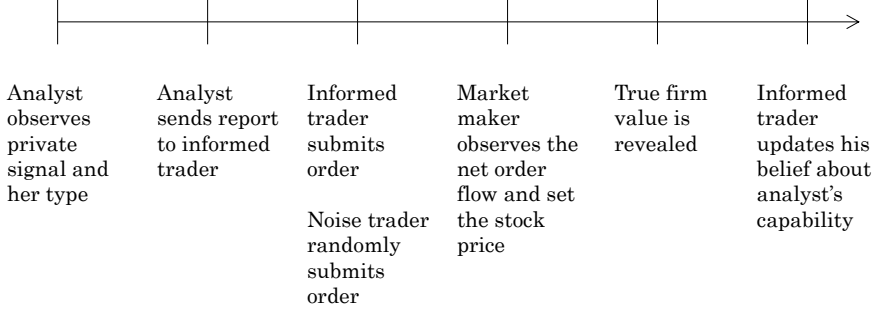 Analyst
observes
private
signal and
her type
Analyst
sends report
to informed
trader
Informed
trader
submits
order
Noise trader
randomly
submits
order
Market
maker
observes the
net order
flow and set
the stock
price
True firm
value is
revealed
Informed
trader
updates his
belief about
analyst's
capability